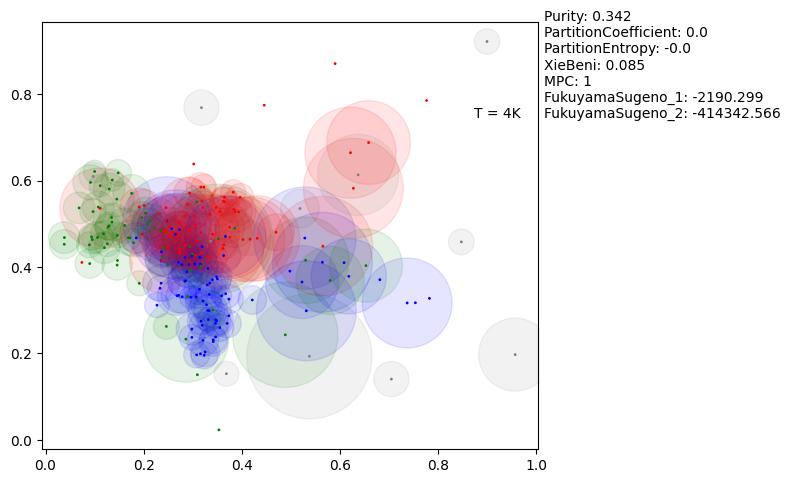 Purity: 0.342
PartitionCoefficient: 0.0
PartitionEntropy: -0.0
XieBeni: 0.085
MPC: 1
FukuyamaSugeno_1: -2190.299
FukuyamaSugeno_2: -414342.566
T = 4K
0.8
0.6
0.4
0.2
0.0
0.0 0.2 0.4 0.6 0.8 1.0